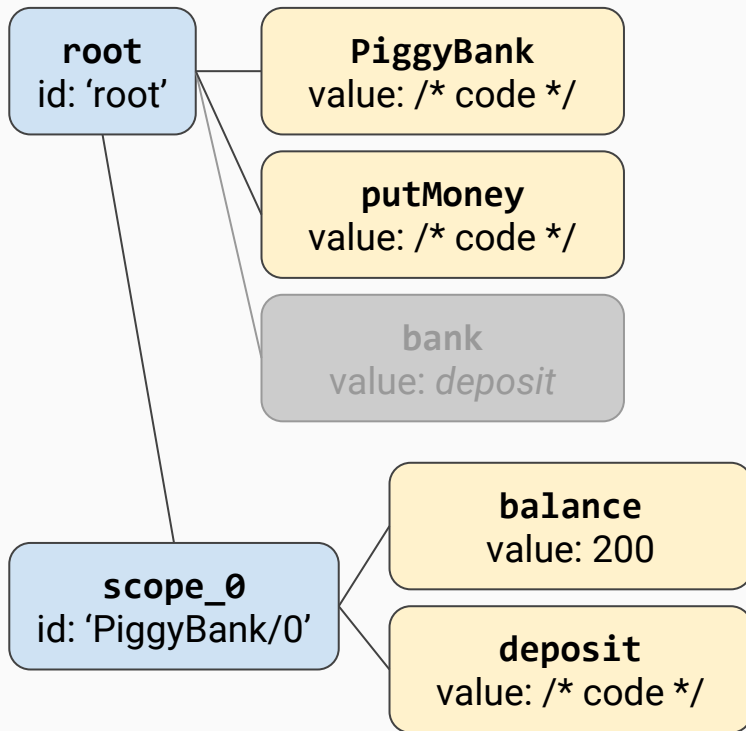 root
id: ‘root’
PiggyBank
value: /* code */
putMoney
value: /* code */
bank
value: deposit
scope_0
id: ‘PiggyBank/0’
balance
value: 200
deposit
value: /* code */